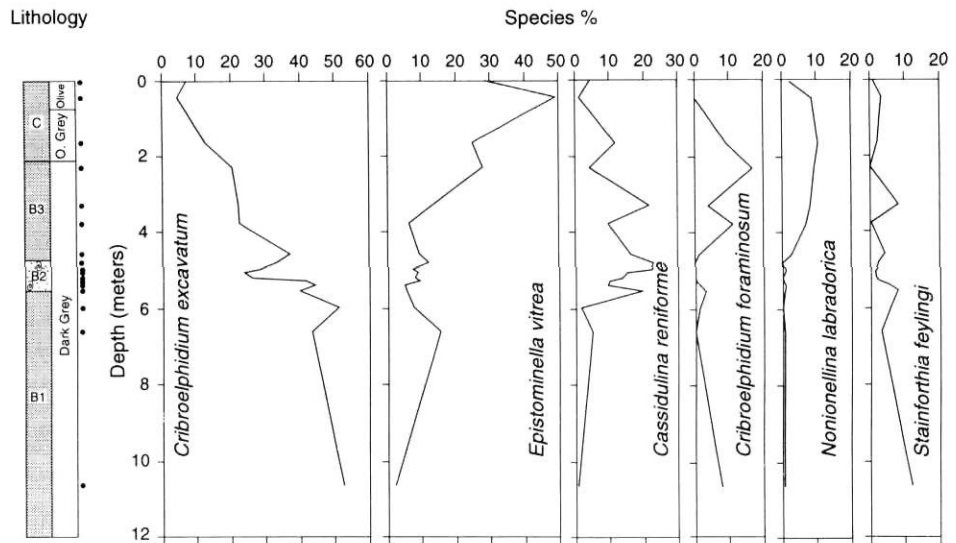 Lithology
Species %
0 10 20 30 40 50 60
0 10 20 30 40 50
0 10 20 30
0 10 20
0 10 20
0 10 20
0
2
4
6
8
10
12
Depth (meters)
C
B3
B2
B1
Olive
O. Grey
Dark Grey
Cribroelphidium excavatum
Epistominella vitrea
Cassidulina reniforme
Cribroelphidium foraminosum
Nonionellina labradorica
Stainforthia feylingi